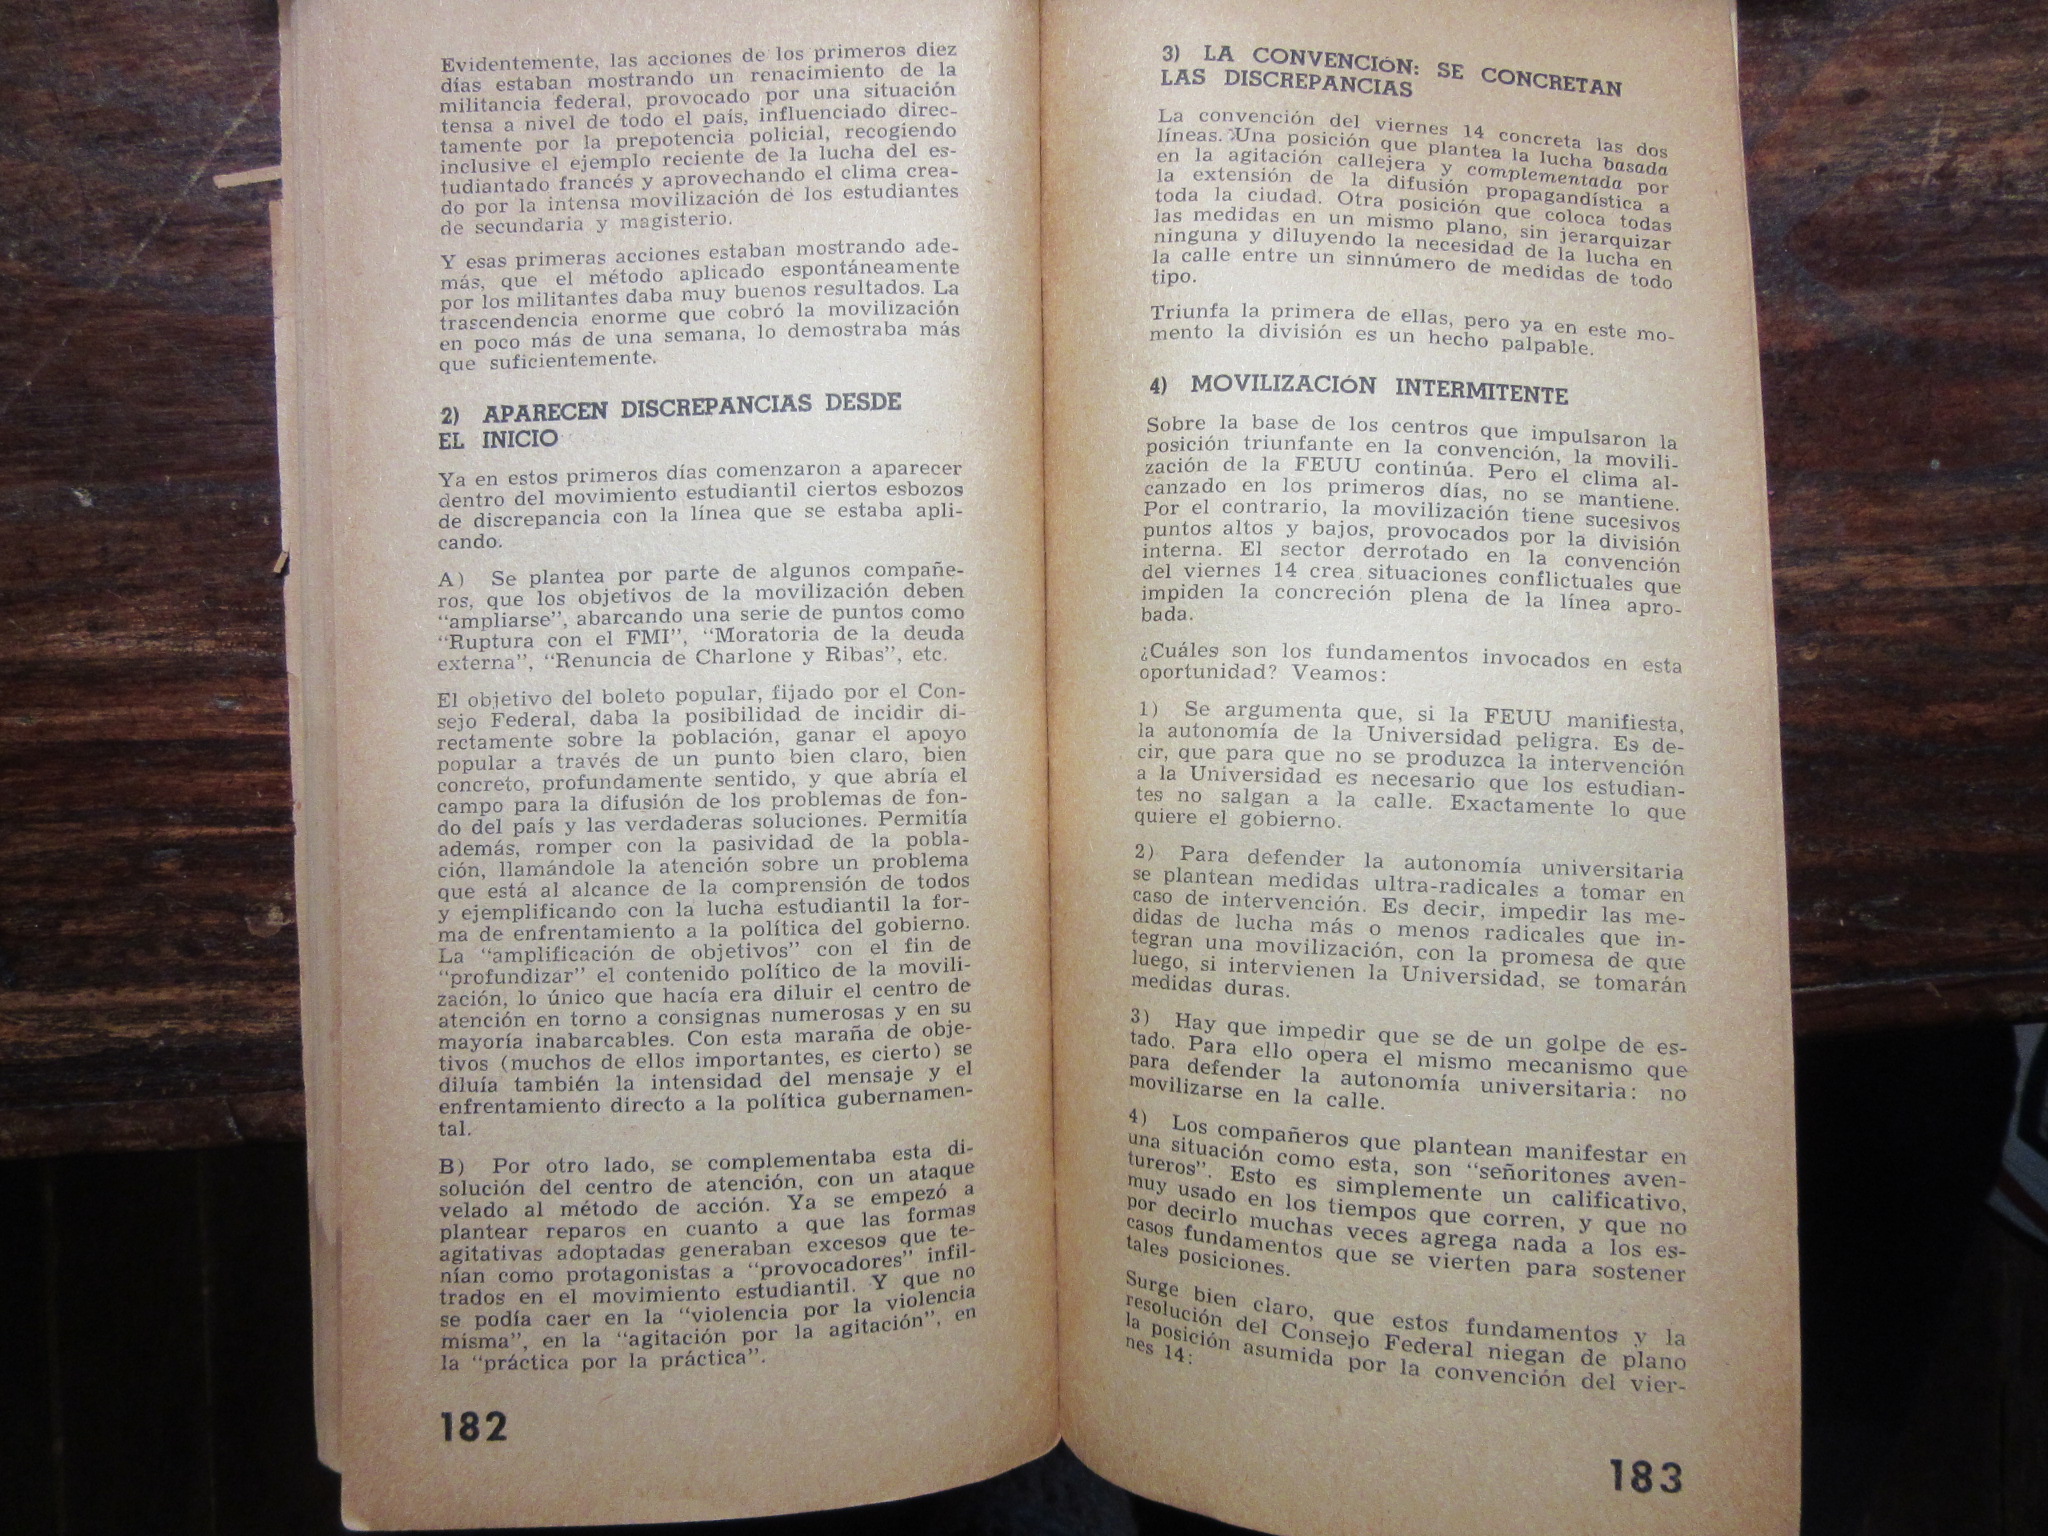 Evidentemente, las acciones de los primeros diez
días estaban mostrando un renacimiento de la
militancia federal, provocado por una situación
tensa a nivel de todo el país, influenciado direc-
tamente por la prepotencia policial, recogiendo
inclusive el ejemplo reciente de la lucha del es-
tudiantado francés y aprovechando el clima crea-
do por la intensa movilización de los estudiantes
de secundaria y magisterio.
Y esas primeras acciones estaban mostrando ade-
más, que el método aplicado espontáneamente
por los militantes daba muy buenos resultados. La
trascendencia enorme que cobró la movilización
en poco más de una semana, lo demostraba más
que suficientemente.
2) APARECEN DISCREPANCIAS DESDE
EL INICIO
Ya en estos primeros días comenzaron a aparecer
dentro del movimiento estudiantil ciertos esbozos
de discrepancia con la línea que se estaba apli-
cando.
A) Se plantea por parte de algunos compañe-
ros, que los objetivos de la movilización deben
“ampliarse”, abarcando una serie de puntos como
“Ruptura con el FMI”, “Moratoria de la deuda
externa”, “Renuncia de Charlone y Ribas”, etc.
El objetivo del boleto popular, fijado por el Con-
sejo Federal, daba la posibilidad de incidir di-
rectamente sobre la población, ganar el apoyo
popular a través de un punto bien claro, bien
concreto, profundamente sentido, y que abría el
campo para la difusión de los problemas de fon-
do del país y las verdaderas soluciones. Permitía
además, romper con la pasividad de la pobla-
ción, llamándole la atención sobre un problema
que está al alcance de la comprensión de todos
y ejemplificando con la lucha estudiantil la for-
ma de enfrentamiento a la política del gobierno.
La “amplificación de objetivos” con el fin de
“profundizar” el contenido político de la movili-
zación, lo único que hacía era diluir el centro de
atención en torno a consignas numerosas y en su
mayoría inabarcables. Con esta maraña de obje-
tivos (muchos de ellos importantes, es cierto) se
diluía también la intensidad del mensaje y el
enfrentamiento directo a la política gubernamen-
tal.
B) Por otro lado, se complementaba esta di-
solución del centro de atención, con un ataque
velado al método de acción. Ya se empezó a
plantear reparos en cuanto a que las formas
agitativas adoptadas generaban excesos que te-
nían como protagonistas a “provocadores” infil-
trados en el movimiento estudiantil. Y que no
se podía caer en la “violencia por la violencia
misma”, en la “agitación por la agitación”, en
la “práctica por la práctica”.
182
3) LA CONVENCIÓN: SE CONCRETAN
LAS DISCREPANCIAS
La convención del viernes 14 concreta las dos
líneas. Una posición que plantea la lucha basada
en la agitación callejera y complementada por
la extensión de la difusión propagandística a
toda la ciudad. Otra posición que coloca todas
las medidas en un mismo plano, sin jerarquizar
ninguna y diluyendo la necesidad de la lucha en
la calle entre un sinnúmero de medidas de todo
tipo.
Triunfa la primera de ellas, pero ya en este mo-
mento la división es un hecho palpable.
4) MOVILIZACIÓN INTERMITENTE
Sobre la base de los centros que impulsaron la
posición triunfante en la convención, la movili-
zación de la FEUU continúa. Pero el clima al-
canzado en los primeros días, no se mantiene.
Por el contrario, la movilización tiene sucesivos
puntos altos y bajos, provocados por la división
interna. El sector derrotado en la convención
del viernes 14 crea situaciones conflictuales que
impiden la concreción plena de la línea apro-
bada.
¿Cuáles son los fundamentos invocados en esta
oportunidad? Veamos:
1) Se argumenta que, si la FEUU manifiesta,
la autonomía de la Universidad peligra. Es de-
cir, que para que no se produzca la intervención
a la Universidad es necesario que los estudian-
tes no salgan a la calle. Exactamente lo que
quiere el gobierno.
2) Para defender la autonomía universitaria
se plantean medidas ultra-radicales a tomar en
caso de intervención. Es decir, impedir las me-
didas de lucha más o menos radicales que in-
tegran una movilización, con la promesa de que
luego, si intervienen la Universidad, se tomarán
medidas duras.
3) Hay que impedir que se de un golpe de es-
tado. Para ello opera el mismo mecanismo que
para defender la autonomía universitaria: no
movilizarse en la calle.
4) Los compañeros que plantean manifestar en
una situación como esta, son “señoritones aven-
tureros”. Esto es simplemente un calificativo,
muy usado en los tiempos que corren, y que no
por decirlo muchas veces agrega nada a los es-
casos fundamentos que se vierten para sostener
tales posiciones.
Surge bien claro, que estos fundamentos y la
resolución del Consejo Federal niegan de plano
la posición asumida por la convención del vier-
nes 14:
183